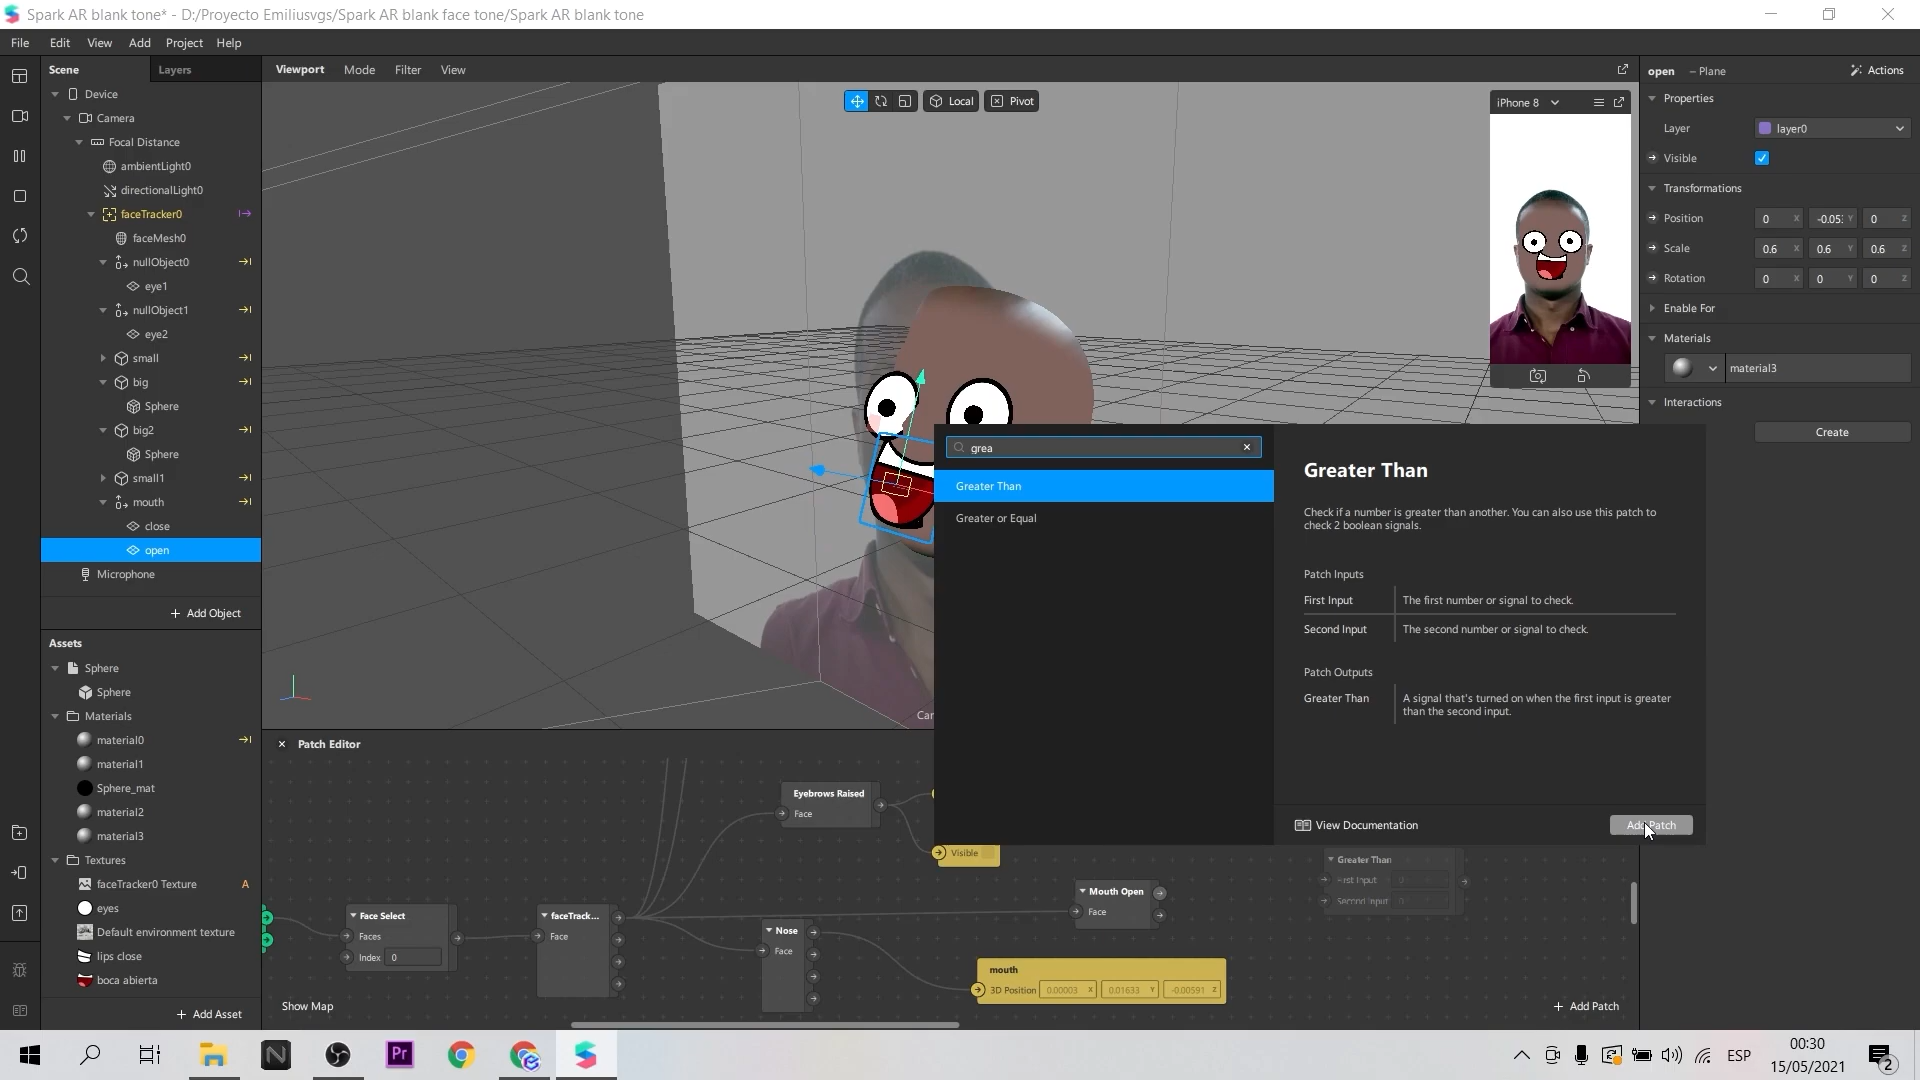 Spark AR blank tone* - D:/Proyecto Emiliusvgs/Spark AR blank face tone/Spark AR blank tone
File Edit View Add Project Help
Scene Layers
Device
Camera
Focal Distance
ambientLight0
directionalLight0
faceTracker0
faceMesh0
nullObject0
eye1
nullObject1
eye2
small
big
Sphere
big2
Sphere
small1
mouth
close
open
Microphone
Add Object
Assets
Sphere
Sphere
Materials
material0
material1
Sphere_mat
material2
material3
Textures
faceTracker0 Texture A
eyes
Default environment texture
lips close
boca abierta
Add Asset
Viewport Mode Filter View
Local Pivot
iPhone 8
Patch Editor
Eyebrows Raised
Face
Visible
Face Select
Faces
Index 0
faceTrack...
Face
Nose
Face
Mouth Open
Face
mouth
3D Position 0.00003 X 0.01633 Y -0.00591 Z
Greater Than
First Input 0
Second Input 0
Show Map
Add Patch
grea
Greater Than
Greater or Equal
Greater Than
Check if a number is greater than another. You can also use this patch to
check 2 boolean signals.
Patch Inputs
First Input The first number or signal to check.
Second Input The second number or signal to check.
Patch Outputs
Greater Than A signal that's turned on when the first input is greater
than the second input.
View Documentation
Add Patch
open – Plane Actions
Properties
Layer layer0
Visible
Transformations
Position 0 X -0.05: Y 0 Z
Scale 0.6 X 0.6 Y 0.6 Z
Rotation 0 X 0 Y 0 Z
Enable For
Materials
material3
Interactions
Create
ESP
00:30
15/05/2021
2